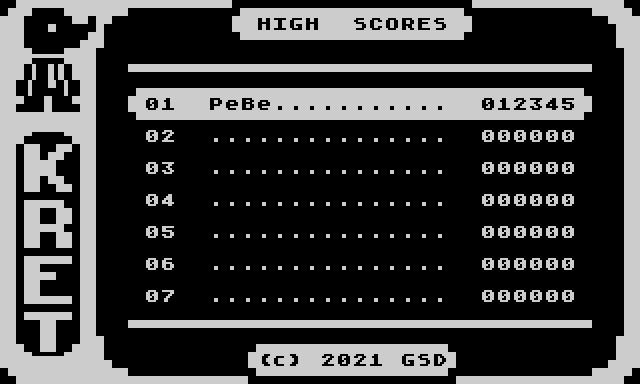 HIGH SCORES
KRET
01 PeBe........... 012345
02 ............... 000000
03 ............... 000000
04 ............... 000000
05 ............... 000000
06 ............... 000000
07 ............... 000000
(c) 2021 GSD